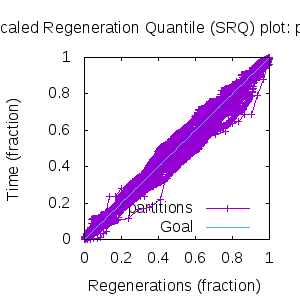 caled Regeneration Quantile (SRQ) plot: p
1
0.8
0.6
0.4
0.2
0
Time (fraction)
partitions
Goal
0 0.2 0.4 0.6 0.8 1
Regenerations (fraction)